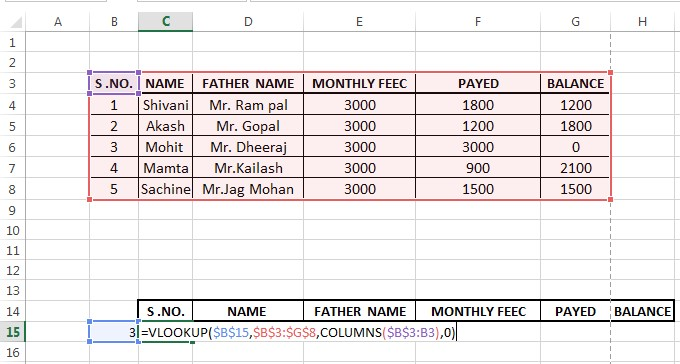 A B C D E F G H
1
2
3 S.NO. NAME FATHER NAME MONTHLY FEEC PAYED BALANCE
4 1 Shivani Mr. Ram pal 3000 1800 1200
5 2 Akash Mr. Gopal 3000 1200 1800
6 3 Mohit Mr. Dheeraj 3000 3000 0
7 4 Mamta Mr.Kailash 3000 900 2100
8 5 Sachine Mr.Jag Mohan 3000 1500 1500
9
10
11
12
13
14 S.NO. NAME FATHER NAME MONTHLY FEEC PAYED BALANCE
15 3 =VLOOKUP($B$15,$B$3:$G$8,COLUMNS($B$3:B3),0)
16